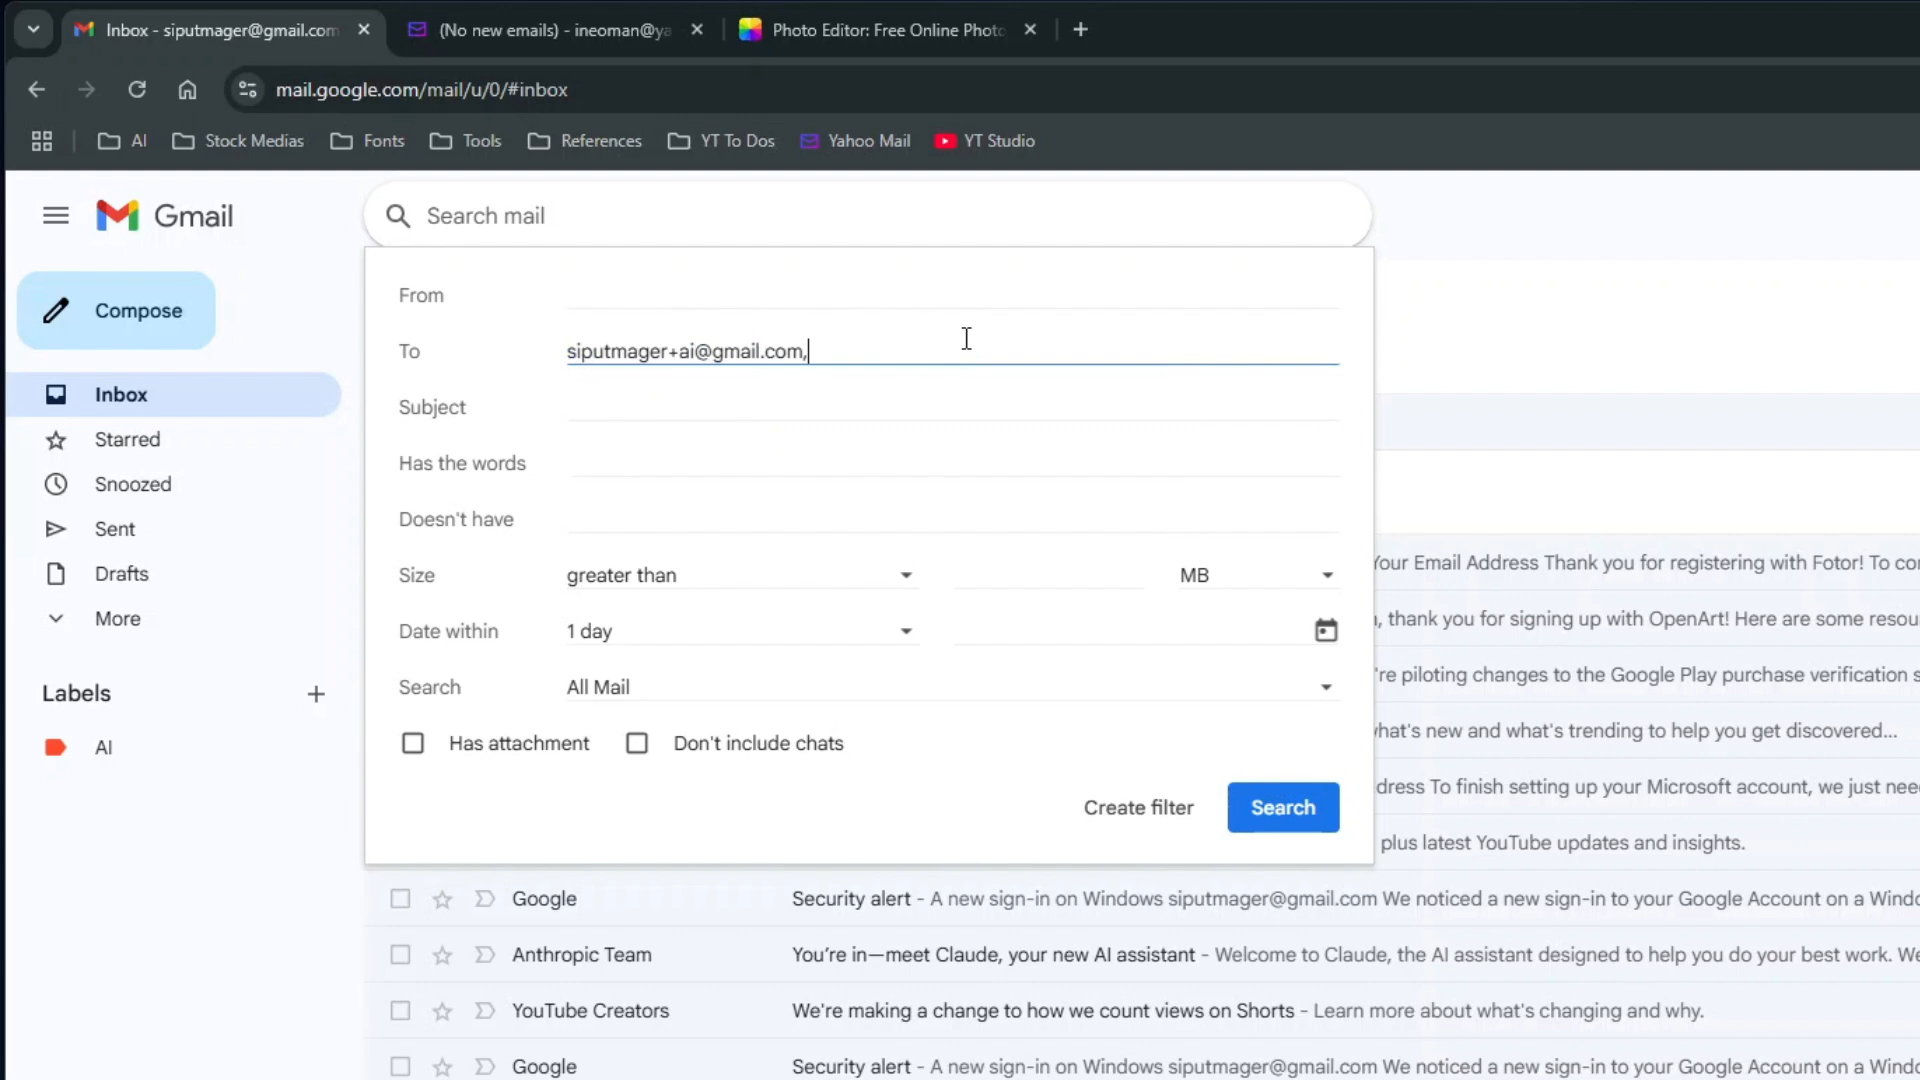 Inbox - siputmager@gmail.com
(No new emails) - ineoman@ya
Photo Editor: Free Online Photo
mail.google.com/mail/u/0/#inbox
AI
Stock Medias
Fonts
Tools
References
YT To Dos
Yahoo Mail
YT Studio
Gmail
Search mail
Compose
From
To siputmager+ai@gmail.com,
Subject
Has the words
Doesn't have
Size greater than MB
Date within 1 day
Search All Mail
Has attachment Don't include chats
Create filter Search
Inbox
Starred
Snoozed
Sent
Drafts
More
Labels
AI
Your Email Address Thank you for registering with Fotor! To
, thank you for signing up with OpenArt! Here are some
're piloting changes to the Google Play purchase verification
what's new and what's trending to help you get discovered...
dress To finish setting up your Microsoft account, we just
plus latest YouTube updates and insights.
Google Security alert - A new sign-in on Windows siputmager@gmail.com We noticed a new sign-in to your Google Account on a
Anthropic Team You're in—meet Claude, your new AI assistant - Welcome to Claude, the AI assistant designed to help you do your best work. We
YouTube Creators We're making a change to how we count views on Shorts - Learn more about what's changing and why.
Google Security alert - A new sign-in on Windows siputmager@gmail.com We noticed a new sign-in to your Google Account on a